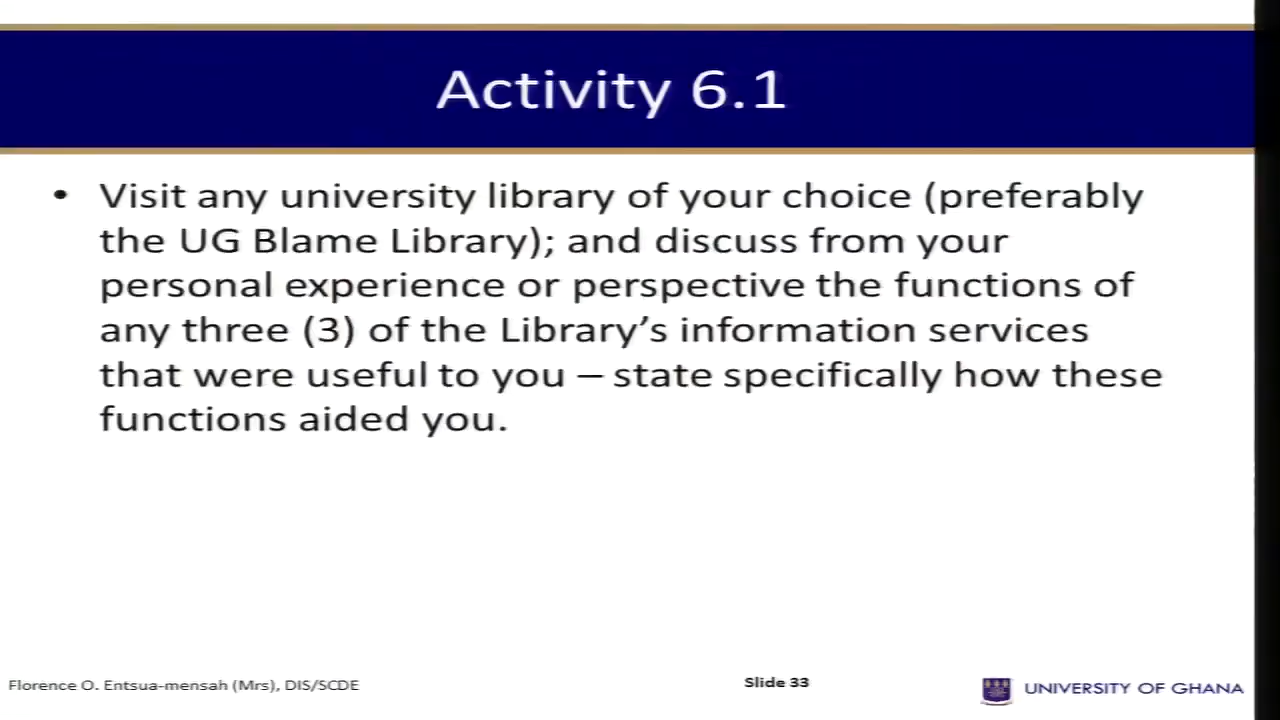 Activity 6.1
• Visit any university library of your choice (preferably
the UG Blame Library); and discuss from your
personal experience or perspective the functions of
any three (3) of the Library’s information services
that were useful to you – state specifically how these
functions aided you.
Florence O. Entsua-mensah (Mrs), DIS/SCDE
Slide 33
UNIVERSITY OF GHANA